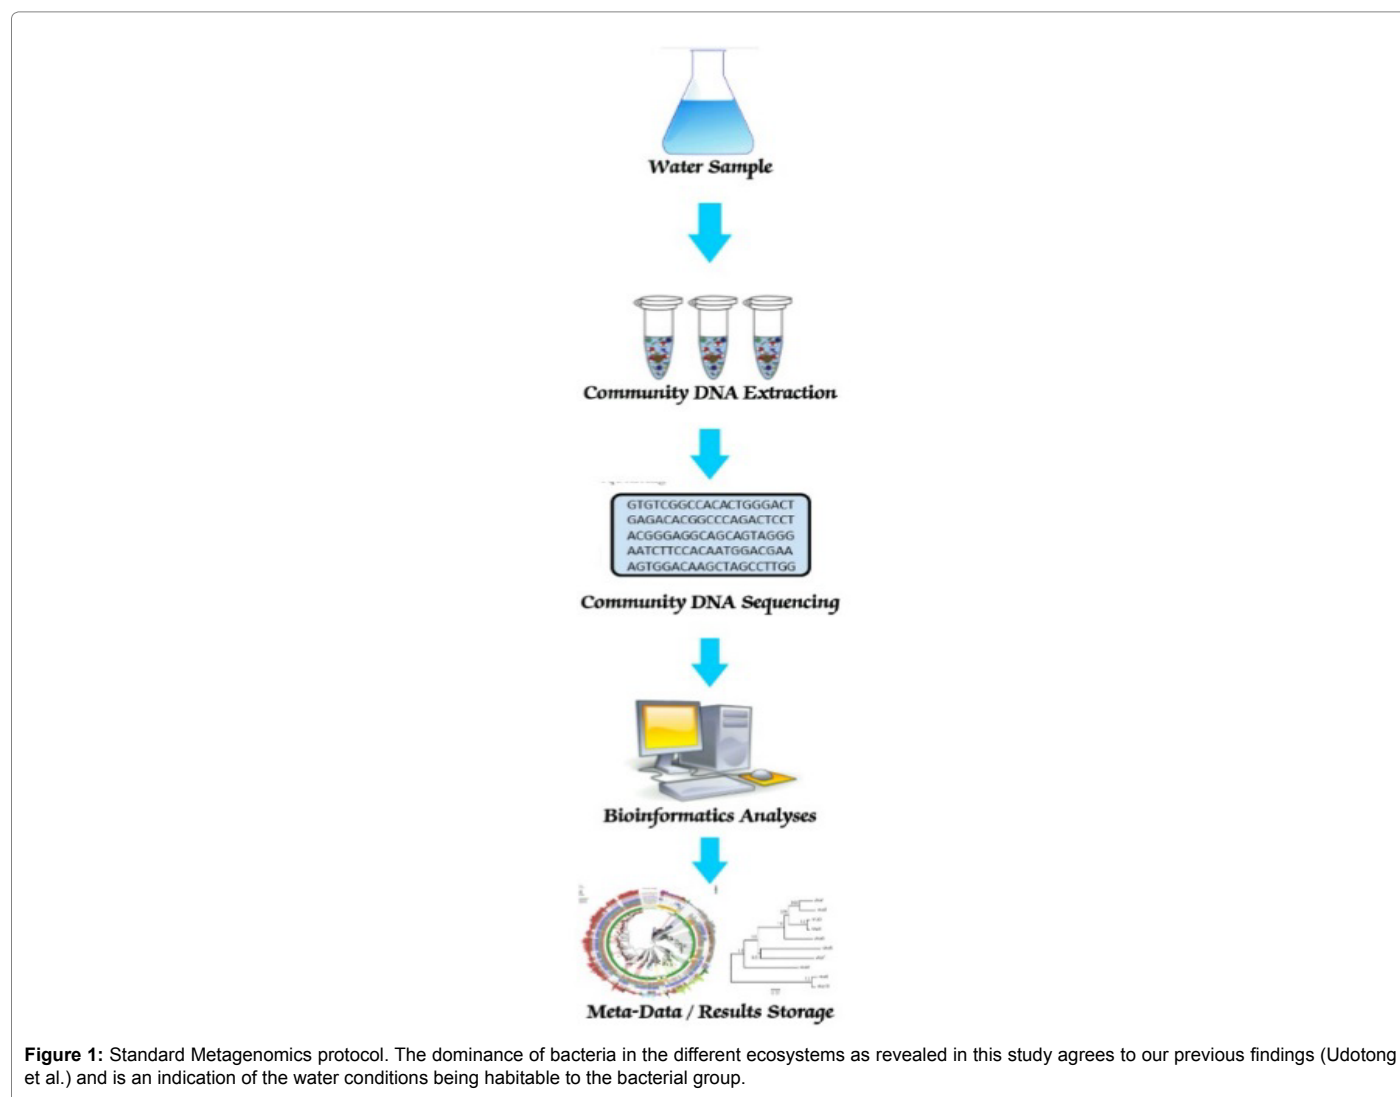 Water Sample
Community DNA Extraction
GTGTCGGCCACACTGGGACT
GAGACACGGCCCAGACTCCT
ACGGGAGGCAGCAGTAGGG
AATCTTCCACAATGGACGAA
AGTGGACAAGCTAGCCTTGG
Community DNA Sequencing
Bioinformatics Analyses
Meta-Data / Results Storage
Figure 1: Standard Metagenomics protocol. The dominance of bacteria in the different ecosystems as revealed in this study agrees to our previous findings (Udotong
et al.) and is an indication of the water conditions being habitable to the bacterial group.